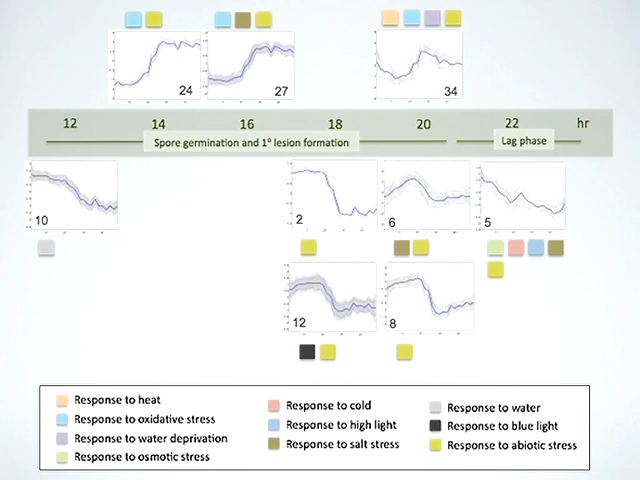 24
27
34
12 14 16 18 20 22 hr
Spore germination and 1° lesion formation
Lag phase
10
2
6
5
12
8
Response to heat
Response to oxidative stress
Response to water deprivation
Response to osmotic stress
Response to cold
Response to high light
Response to salt stress
Response to water
Response to blue light
Response to abiotic stress